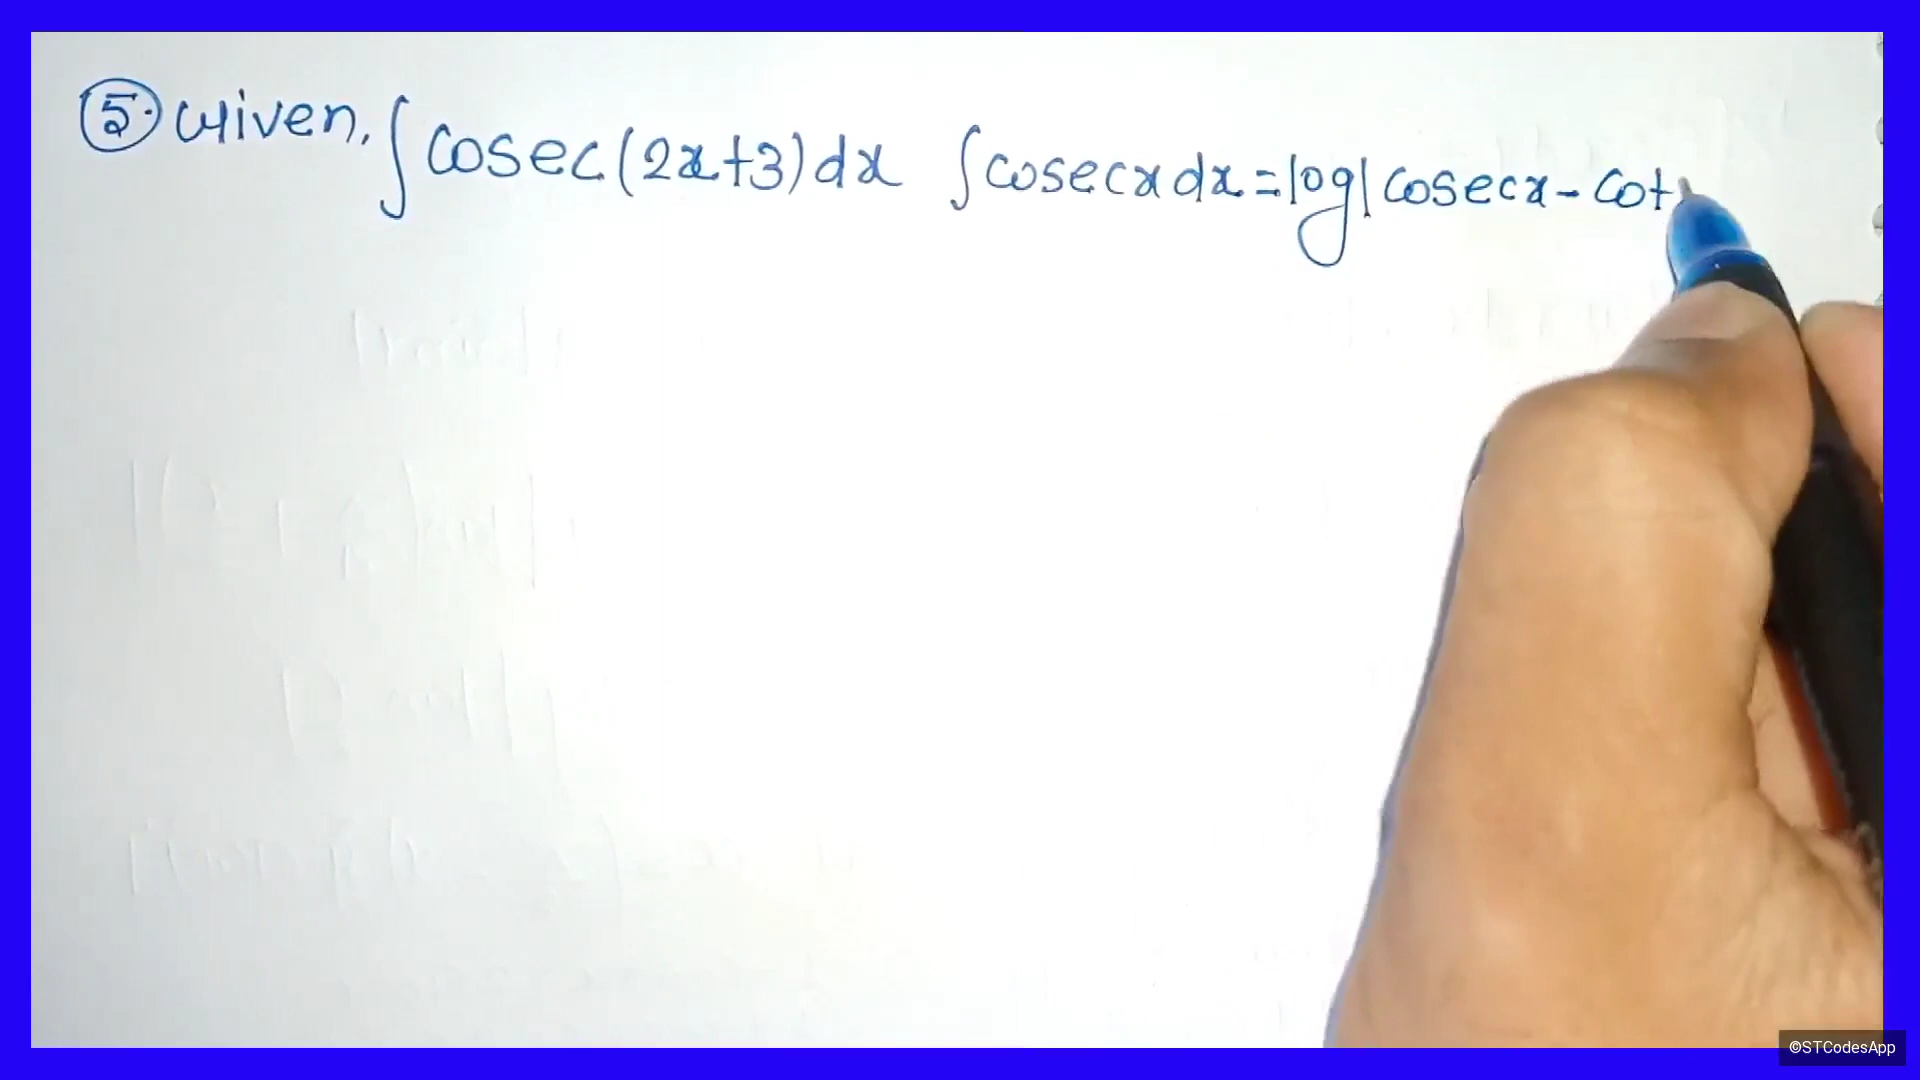 5. Given, ∫ cosec(2x+3)dx ∫cosecx dx = log|cosecx - cot
©STCodesApp